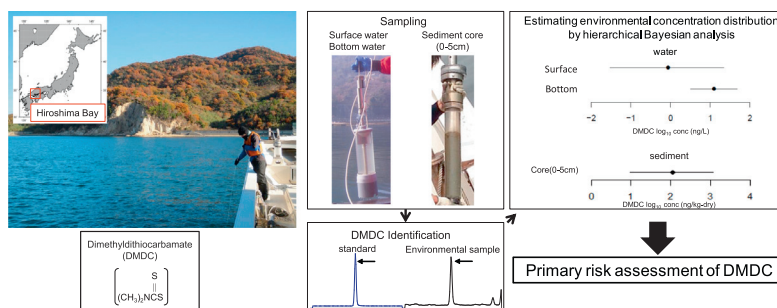 Hiroshima Bay
Dimethyldithiocarbamate
(DMDC)
S
||
(CH₃)₂NCS
Sampling
Surface water
Bottom water
Sediment core
(0-5cm)
DMDC Identification
standard
Environmental sample
Estimating environmental concentration distribution
by hierarchical Bayesian analysis
water
Surface
Bottom
−2 −1 0 1 2
DMDC log₁₀ conc (ng/L)
sediment
Core(0-5cm)
0 1 2 3 4
DMDC log₁₀ conc (ng/kg-dry)
Primary risk assessment of DMDC